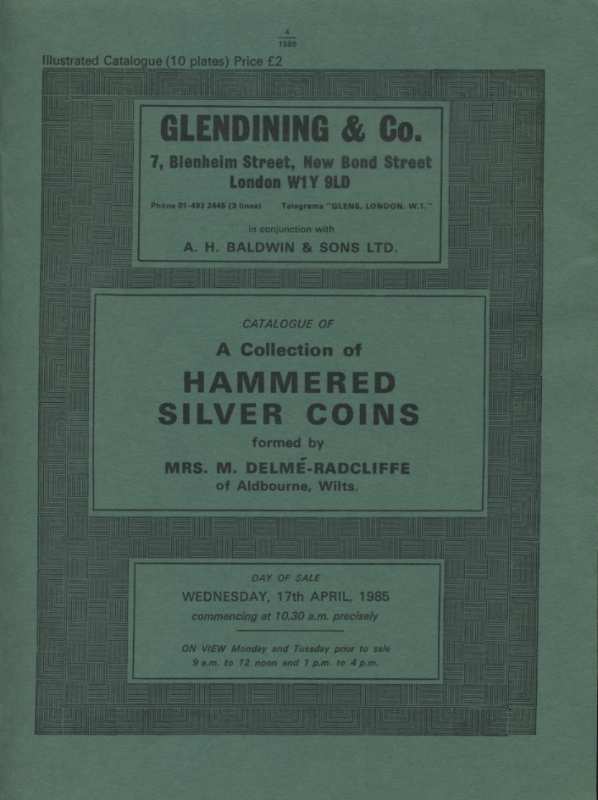 4
1985
Illustrated Catalogue (10 plates) Price £2
GLENDINING & Co.
7, Blenheim Street, New Bond Street
London W1Y 9LD
Phone 01-493 2445 (3 lines) Telegrams "GLENS, LONDON, W.1."
in conjunction with
A. H. BALDWIN & SONS LTD.
CATALOGUE OF
A Collection of
HAMMERED
SILVER COINS
formed by
MRS. M. DELMÉ-RADCLIFFE
of Aldbourne, Wilts.
DAY OF SALE
WEDNESDAY, 17th APRIL, 1985
commencing at 10.30 a.m. precisely
ON VIEW Monday and Tuesday prior to sale
9 a.m. to 12 noon and 1 p.m. to 4 p.m.